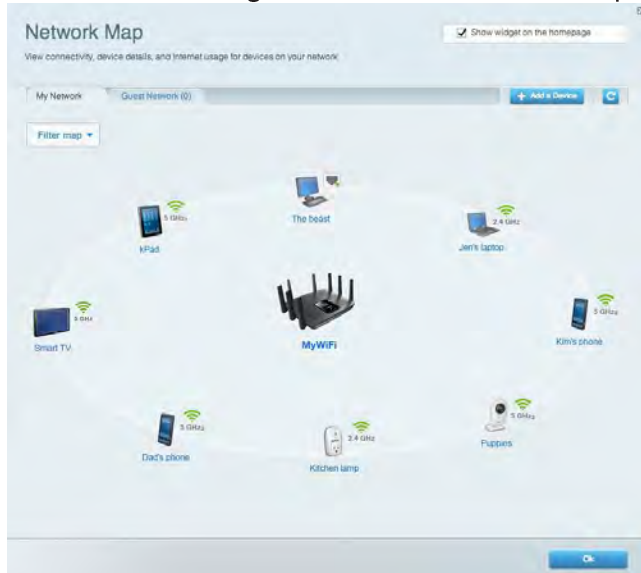 Network Map
Show widget on the homepage
View connectivity, device details, and Internet usage for devices on your network
My Network
Guest Network (0)
+ Add a Device
Filter map
The beast
5 GHz
kPad
2.4 GHz
Jen's laptop
5 GHz
Smart TV
MyWiFi
5 GHz
Kim's phone
5 GHz
Dad's phone
2.4 GHz
Kitchen lamp
5 GHz
Puppies
Ok